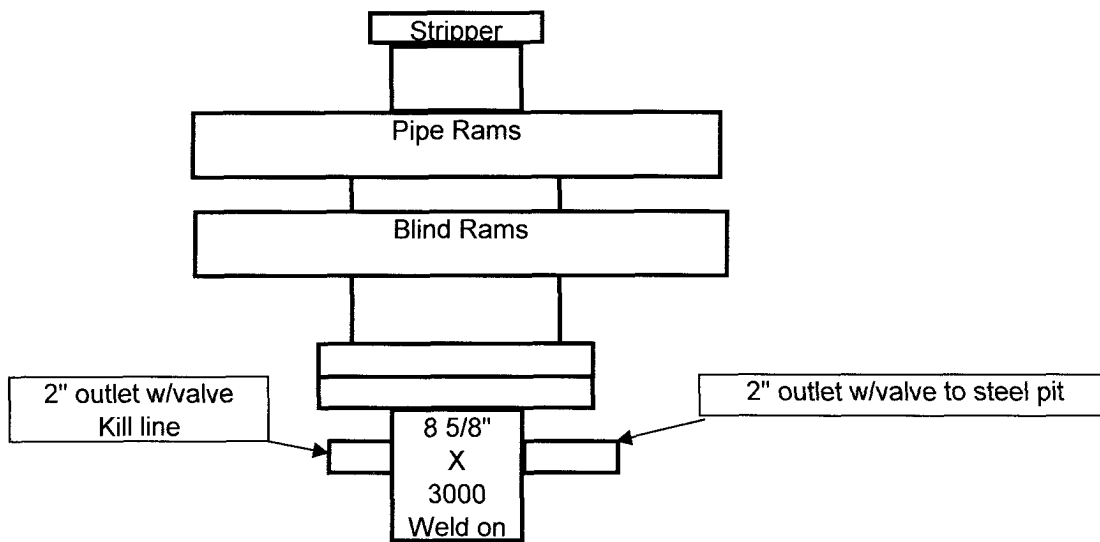 Stripper
Pipe Rams
Blind Rams
2" outlet w/valve
Kill line
2" outlet w/valve to steel pit
8 5/8"
X
3000
Weld on